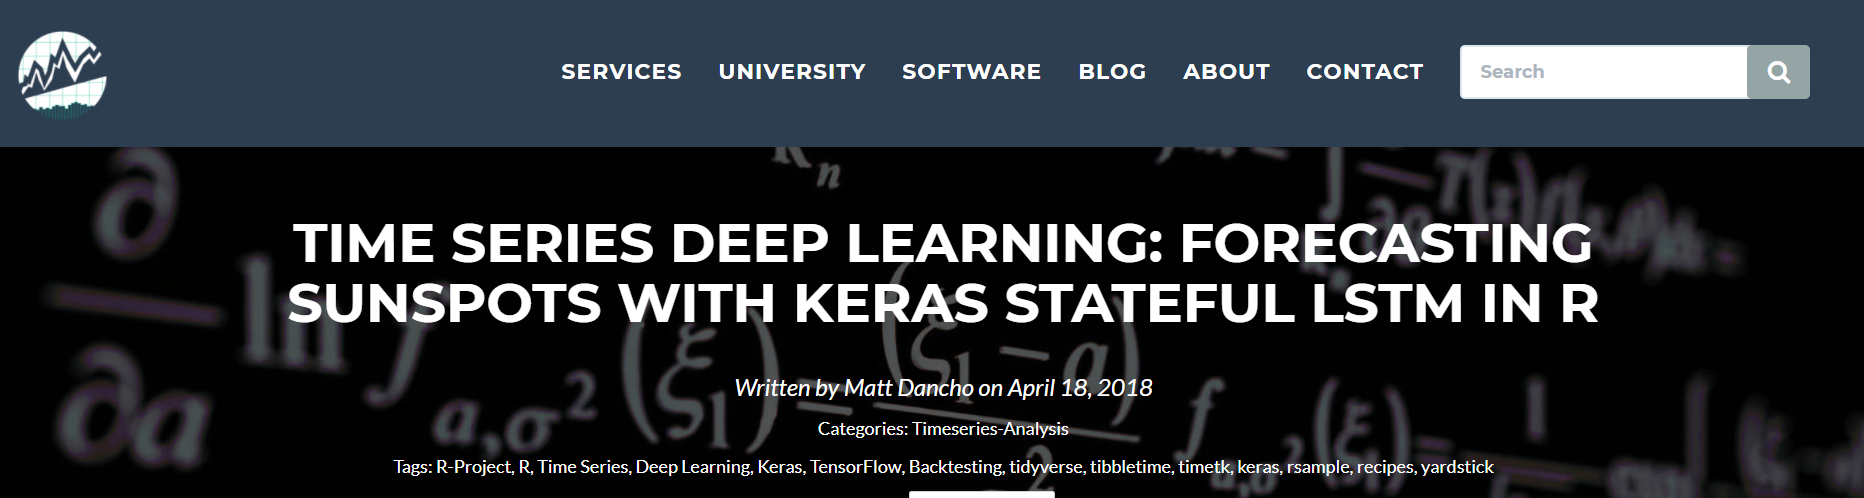 SERVICES UNIVERSITY SOFTWARE BLOG ABOUT CONTACT Search
TIME SERIES DEEP LEARNING: FORECASTING
SUNSPOTS WITH KERAS STATEFUL LSTM IN R
Written by Matt Dancho on April 18, 2018
Categories: Timeseries-Analysis
Tags: R-Project, R, Time Series, Deep Learning, Keras, TensorFlow, Backtesting, tidyverse, tibbletime, timetk, keras, rsample, recipes, yardstick